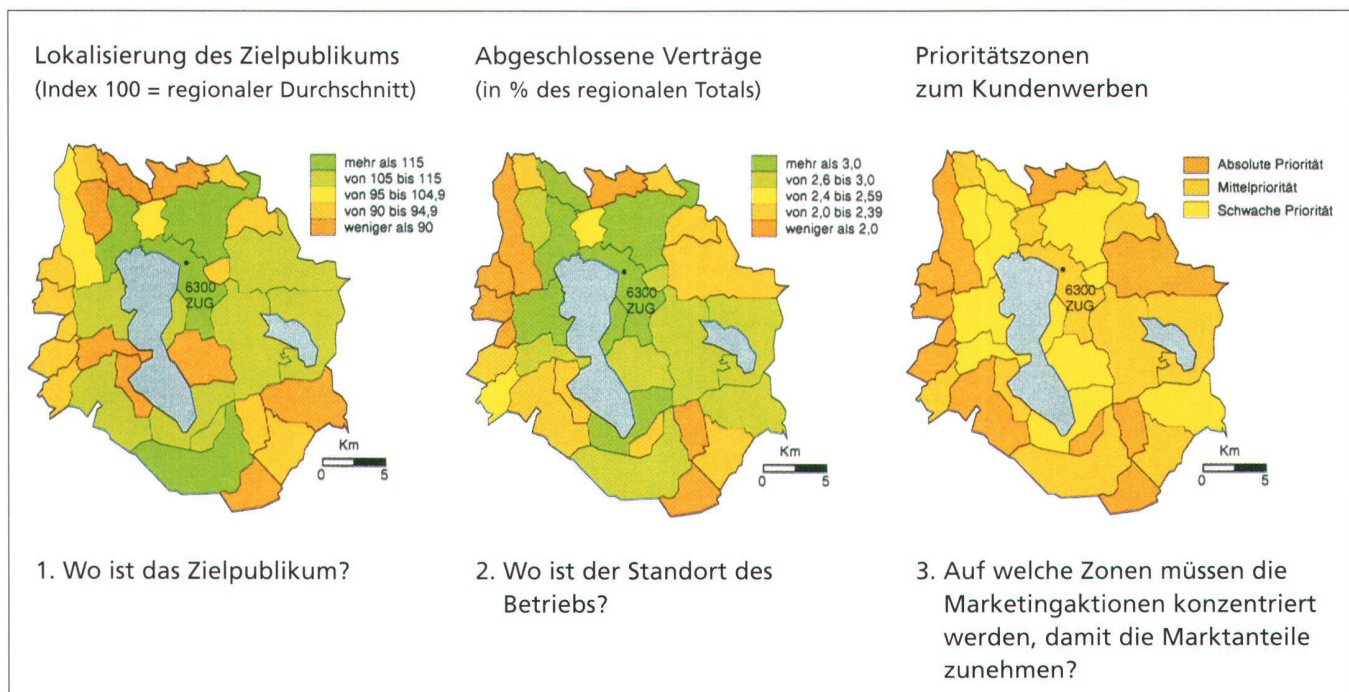 Lokalisierung des Zielpublikums
(Index 100 = regionaler Durchschnitt)
mehr als 115
von 105 bis 115
von 95 bis 104,9
von 90 bis 94,9
weniger als 90
6300
ZUG
Km
0 5
1. Wo ist das Zielpublikum?
Abgeschlossene Verträge
(in % des regionalen Totals)
mehr als 3,0
von 2,6 bis 3,0
von 2,4 bis 2,59
von 2,0 bis 2,39
weniger als 2,0
6300
ZUG
Km
0 5
2. Wo ist der Standort des
Betriebs?
Prioritätszonen
zum Kundenwerben
Absolute Priorität
Mittelpriorität
Schwache Priorität
6300
ZUG
Km
0 5
3. Auf welche Zonen müssen die
Marketingaktionen konzentriert
werden, damit die Marktanteile
zunehmen?